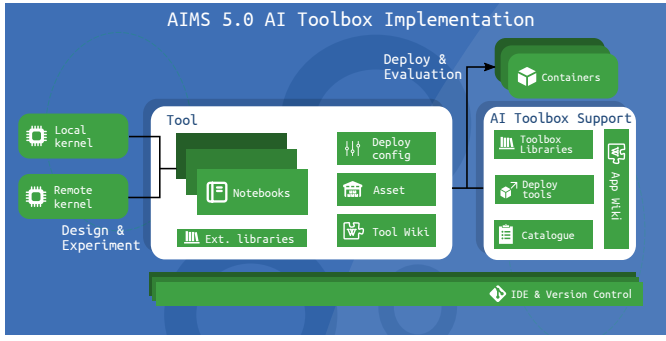 AIMS 5.0 AI Toolbox Implementation
Deploy &
Evaluation
Containers
Local
kernel
Remote
kernel
Design &
Experiment
Tool
Notebooks
Ext. libraries
Deploy
config
Asset
Tool Wiki
AI Toolbox Support
Toolbox
Libraries
Deploy
tools
Catalogue
App Wiki
IDE & Version Control